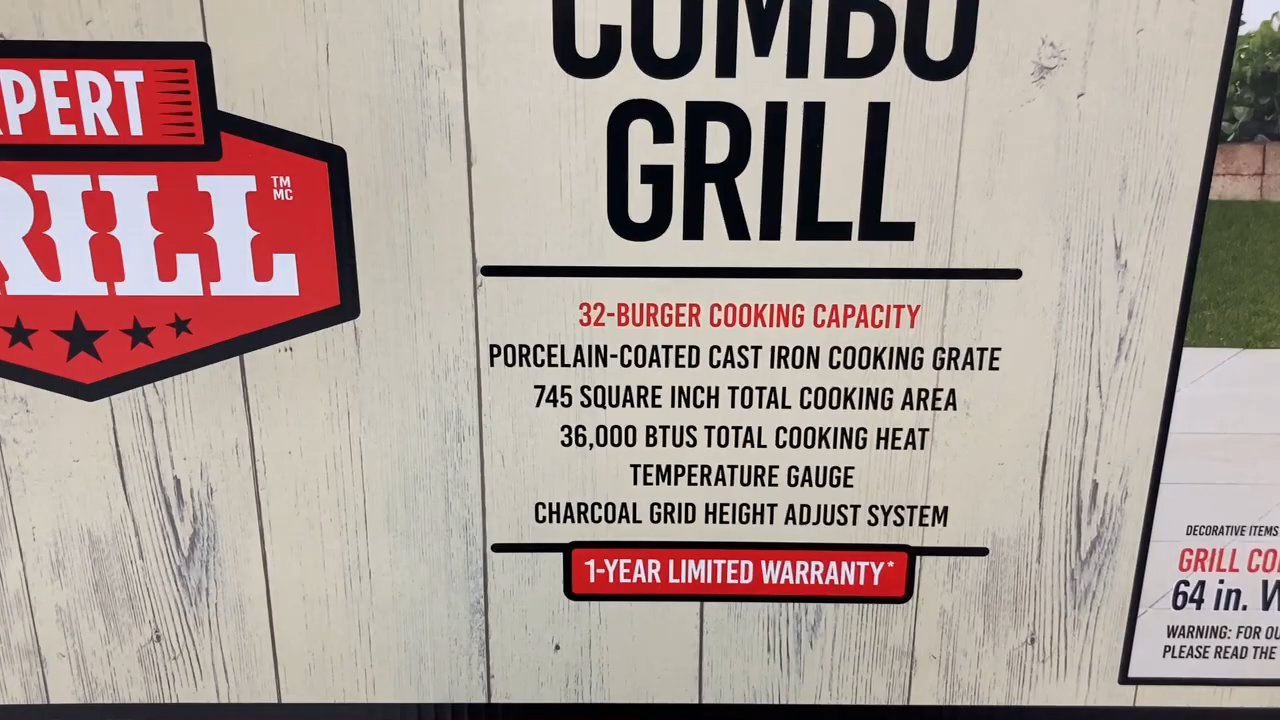 PERT
RILL
TM
MC
COMBO
GRILL
32-BURGER COOKING CAPACITY
PORCELAIN-COATED CAST IRON COOKING GRATE
745 SQUARE INCH TOTAL COOKING AREA
36,000 BTUS TOTAL COOKING HEAT
TEMPERATURE GAUGE
CHARCOAL GRID HEIGHT ADJUST SYSTEM
1-YEAR LIMITED WARRANTY*
DECORATIVE ITEMS
GRILL CO
64 in. W
WARNING: FOR OU
PLEASE READ THE